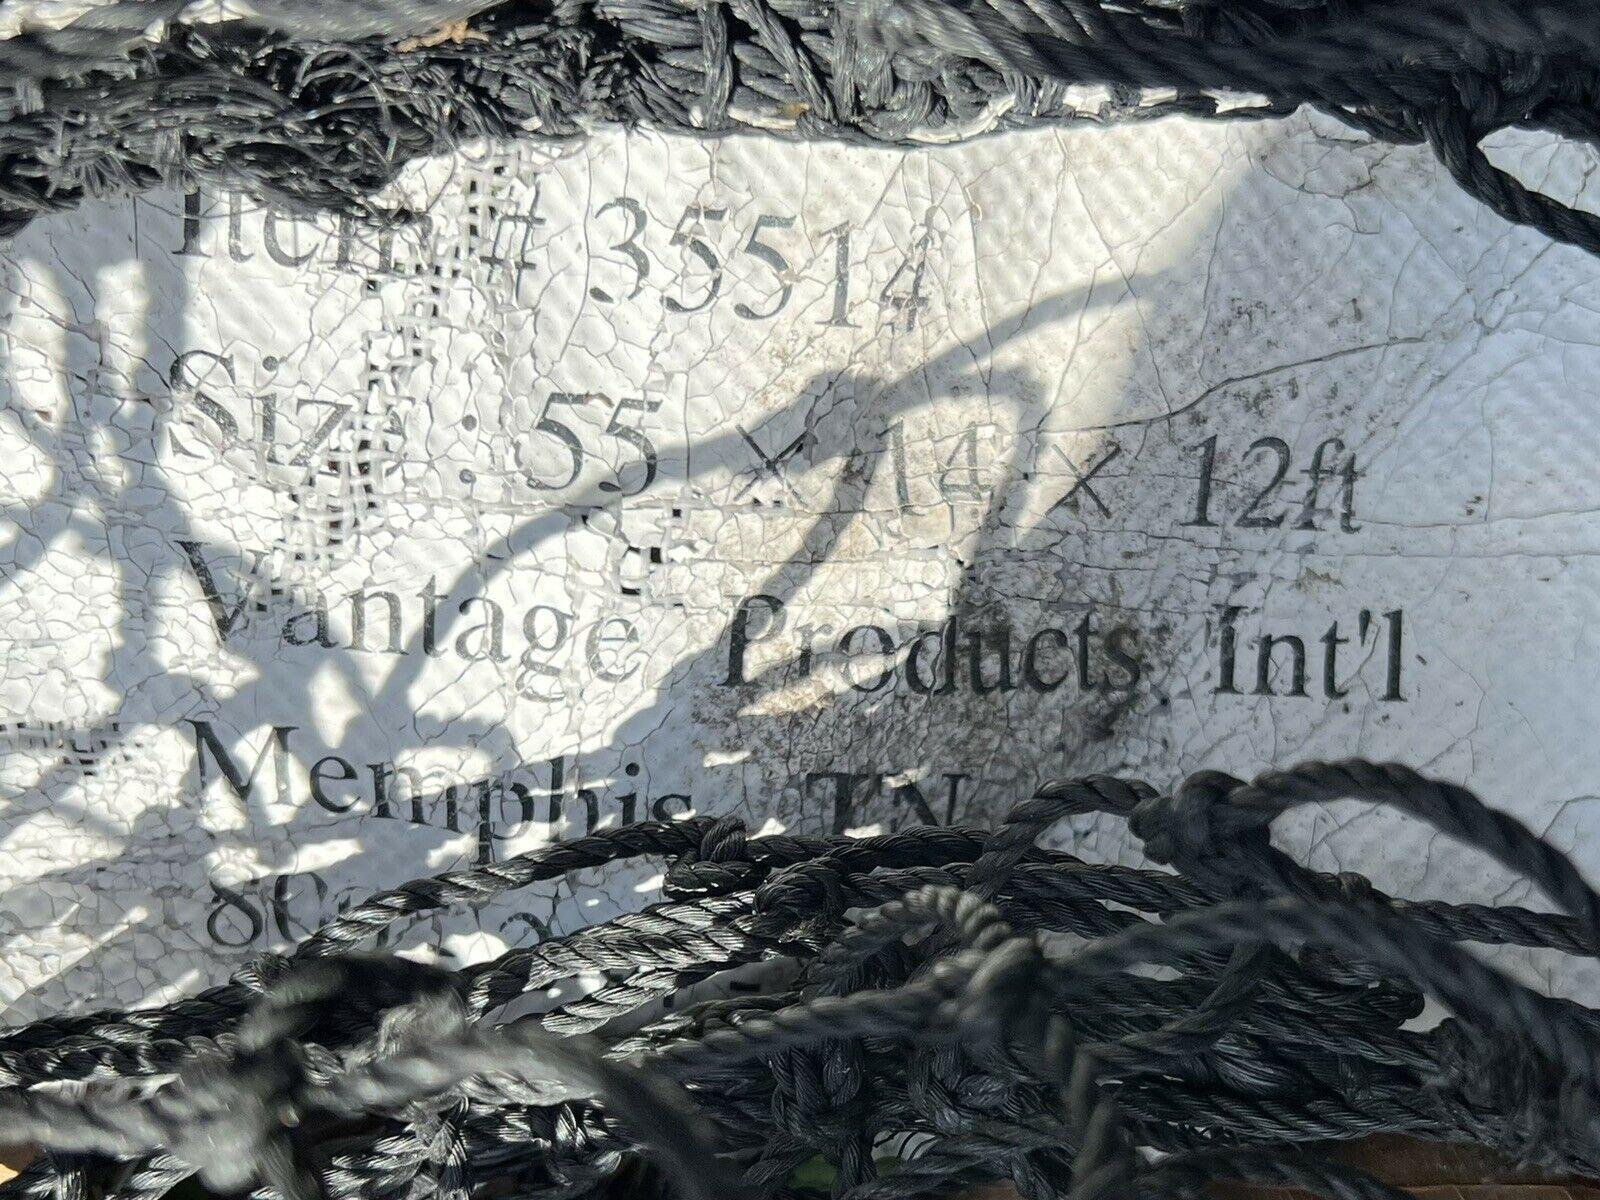 Item # 35514
Size : 55 x 14 x 12ft
Vantage Products Int'l
Memphis TN